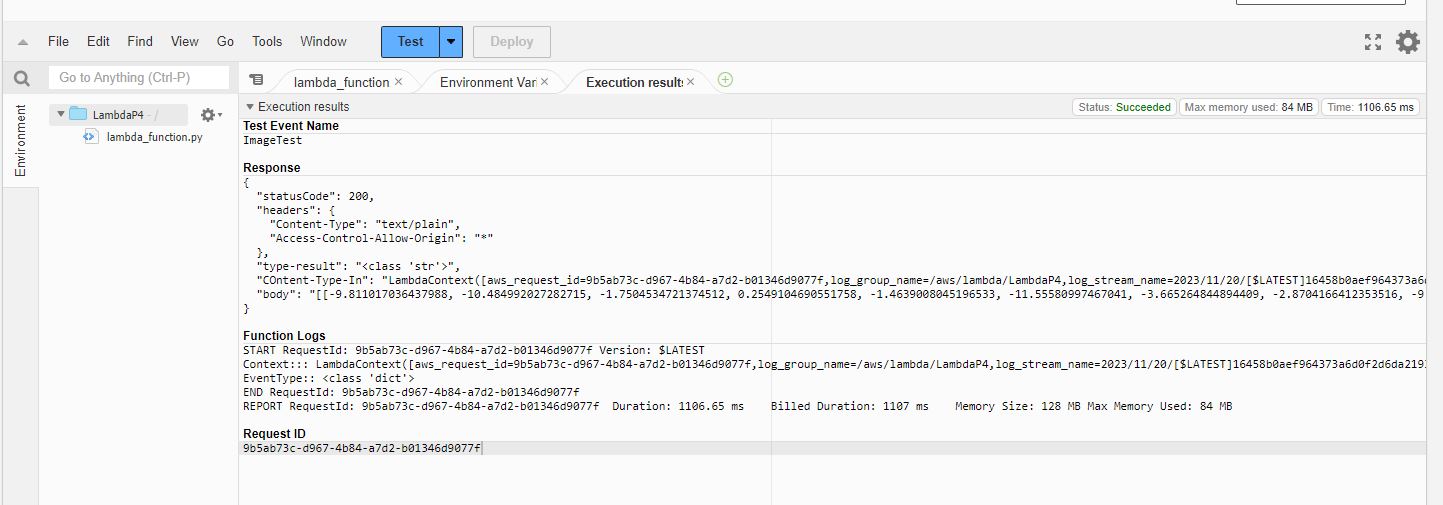 File Edit Find View Go Tools Window Test Deploy
Go to Anything (Ctrl-P)
lambda_function Environment Var Execution results
Environment
LambdaP4 - /
lambda_function.py
Execution results
Status: Succeeded Max memory used: 84 MB Time: 1106.65 ms
Test Event Name
ImageTest
Response
{
"statusCode": 200,
"headers": {
"Content-Type": "text/plain",
"Access-Control-Allow-Origin": "*"
},
"type-result": "<class 'str'>",
"COntent-Type-In": "LambdaContext([aws_request_id=9b5ab73c-d967-4b84-a7d2-b01346d9077f,log_group_name=/aws/lambda/LambdaP4,log_stream_name=2023/11/20/[$LATEST]16458b0aef964373a6d
"body": "[[-9.811017036437988, -10.484992027282715, -1.7504534721374512, 0.2549104690551758, -1.4639008045196533, -11.55580997467041, -3.665264844894409, -2.8704166412353516, -9
}
Function Logs
START RequestId: 9b5ab73c-d967-4b84-a7d2-b01346d9077f Version: $LATEST
Context::: LambdaContext([aws_request_id=9b5ab73c-d967-4b84-a7d2-b01346d9077f,log_group_name=/aws/lambda/LambdaP4,log_stream_name=2023/11/20/[$LATEST]16458b0aef964373a6d0f2d6da219
EventType:: <class 'dict'>
END RequestId: 9b5ab73c-d967-4b84-a7d2-b01346d9077f
REPORT RequestId: 9b5ab73c-d967-4b84-a7d2-b01346d9077f Duration: 1106.65 ms Billed Duration: 1107 ms Memory Size: 128 MB Max Memory Used: 84 MB
Request ID
9b5ab73c-d967-4b84-a7d2-b01346d9077f